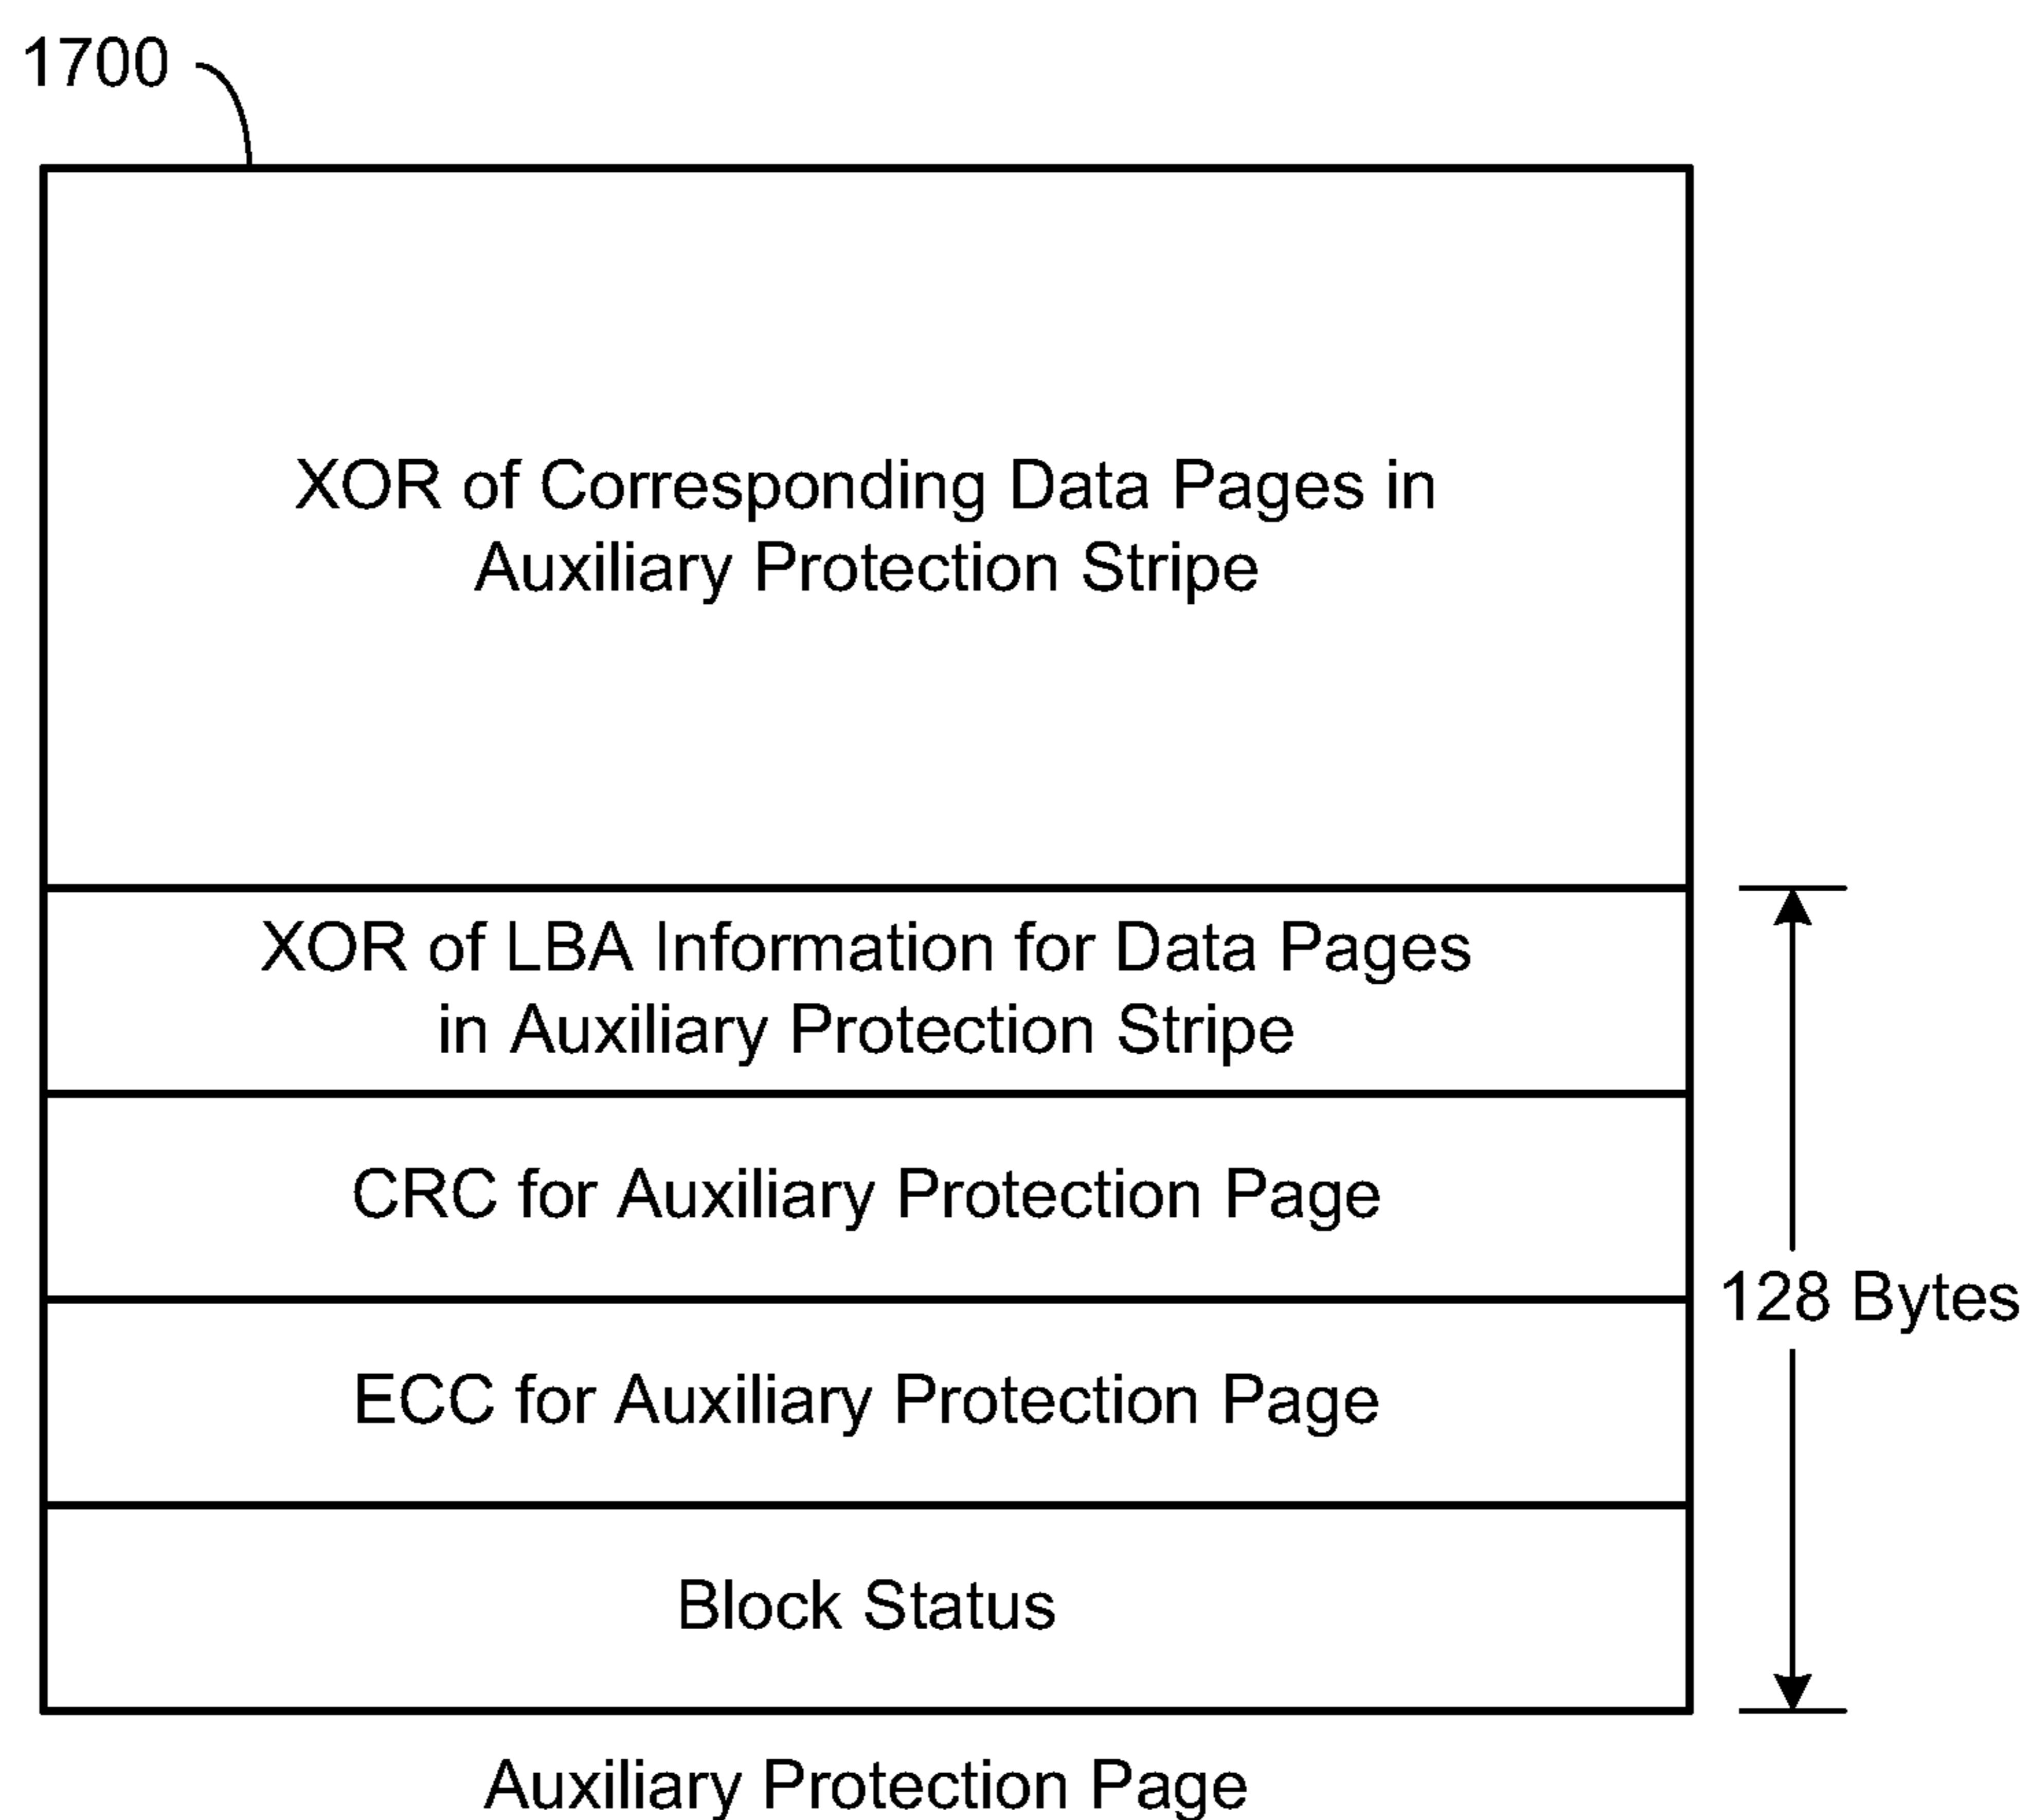 1700
XOR of Corresponding Data Pages in
Auxiliary Protection Stripe
XOR of LBA Information for Data Pages
in Auxiliary Protection Stripe
CRC for Auxiliary Protection Page
128 Bytes
ECC for Auxiliary Protection Page
Block Status
Auxiliary Protection Page